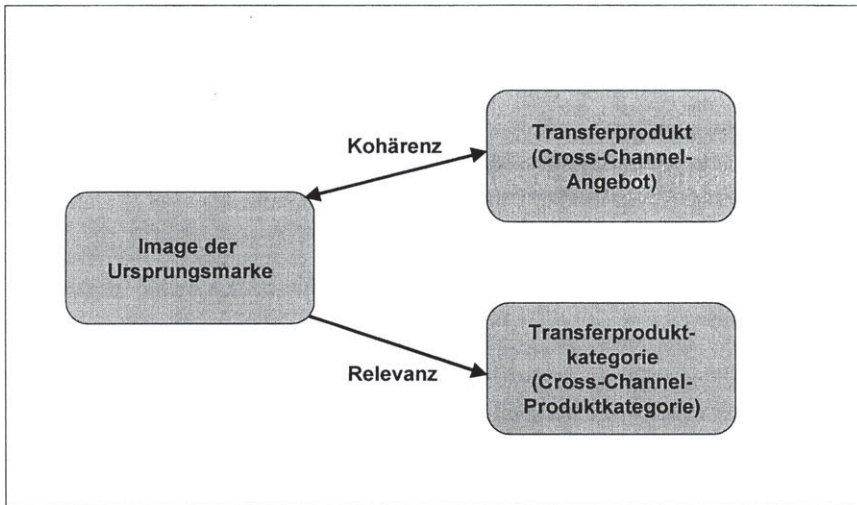 Kohärenz
Transferprodukt
(Cross-Channel-
Angebot)
Image der
Ursprungsmarke
Relevanz
Transferprodukt-
kategorie
(Cross-Channel-
Produktkategorie)